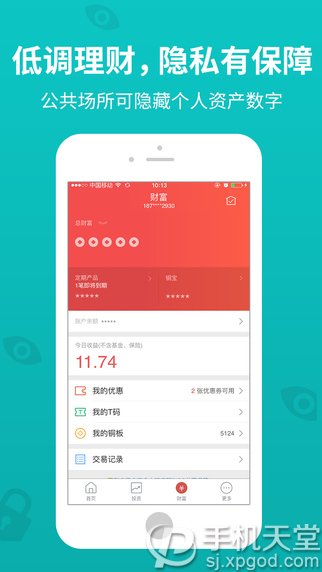 低调理财，隐私有保障
公共场所可隐藏个人资产数字
中国移动 10:13
财富
187****2930
总财富
定期产品
铜宝
1笔即将到期
*****
*****
账户余额 *****
今日收益(不含基金、保险)
11.74
我的优惠 2 张优惠券可用
我的T码
我的铜板 5124
交易记录
首页 投资 财富 更多
手机天堂
sj.xpgod.com